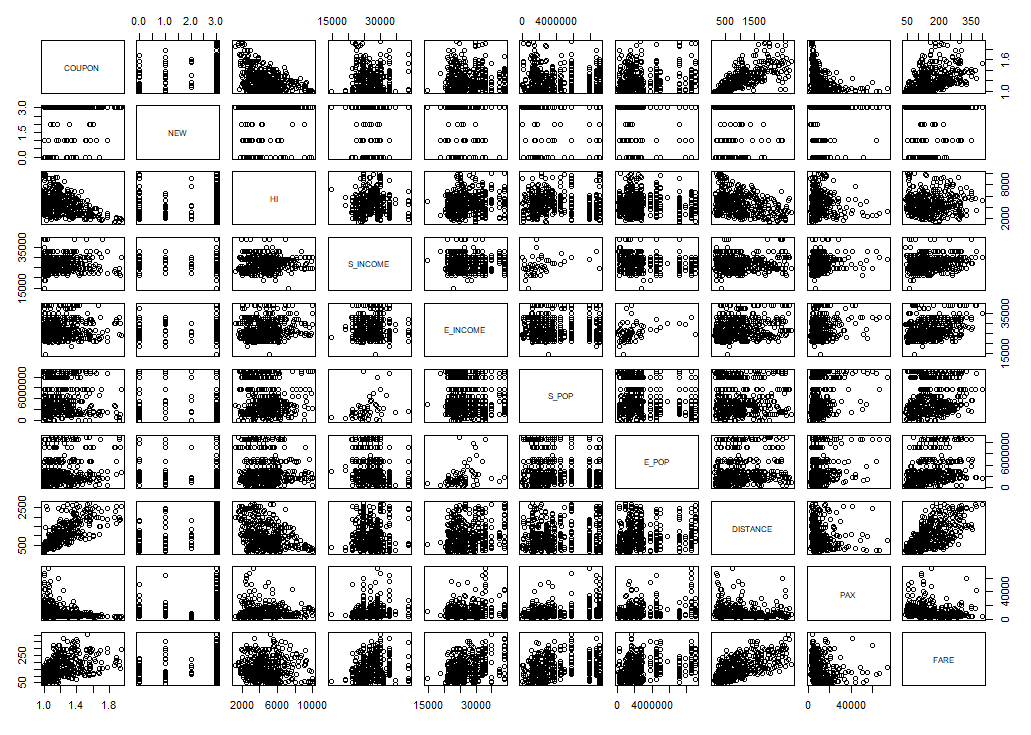 0.0 1.0 2.0 3.0 15000 30000 0 4000000 500 1500 50 200 350
COUPON
1.0 1.6
0.0 1.5 3.0
NEW
HI
2000 8000
15000 35000
S_INCOME
E_INCOME
15000 35000
0 6000000
S_POP
E_POP
0 6000000
500 2500
DISTANCE
PAX
0 40000
50 250
FARE
1.0 1.4 1.8 2000 6000 10000 15000 30000 0 4000000 0 40000